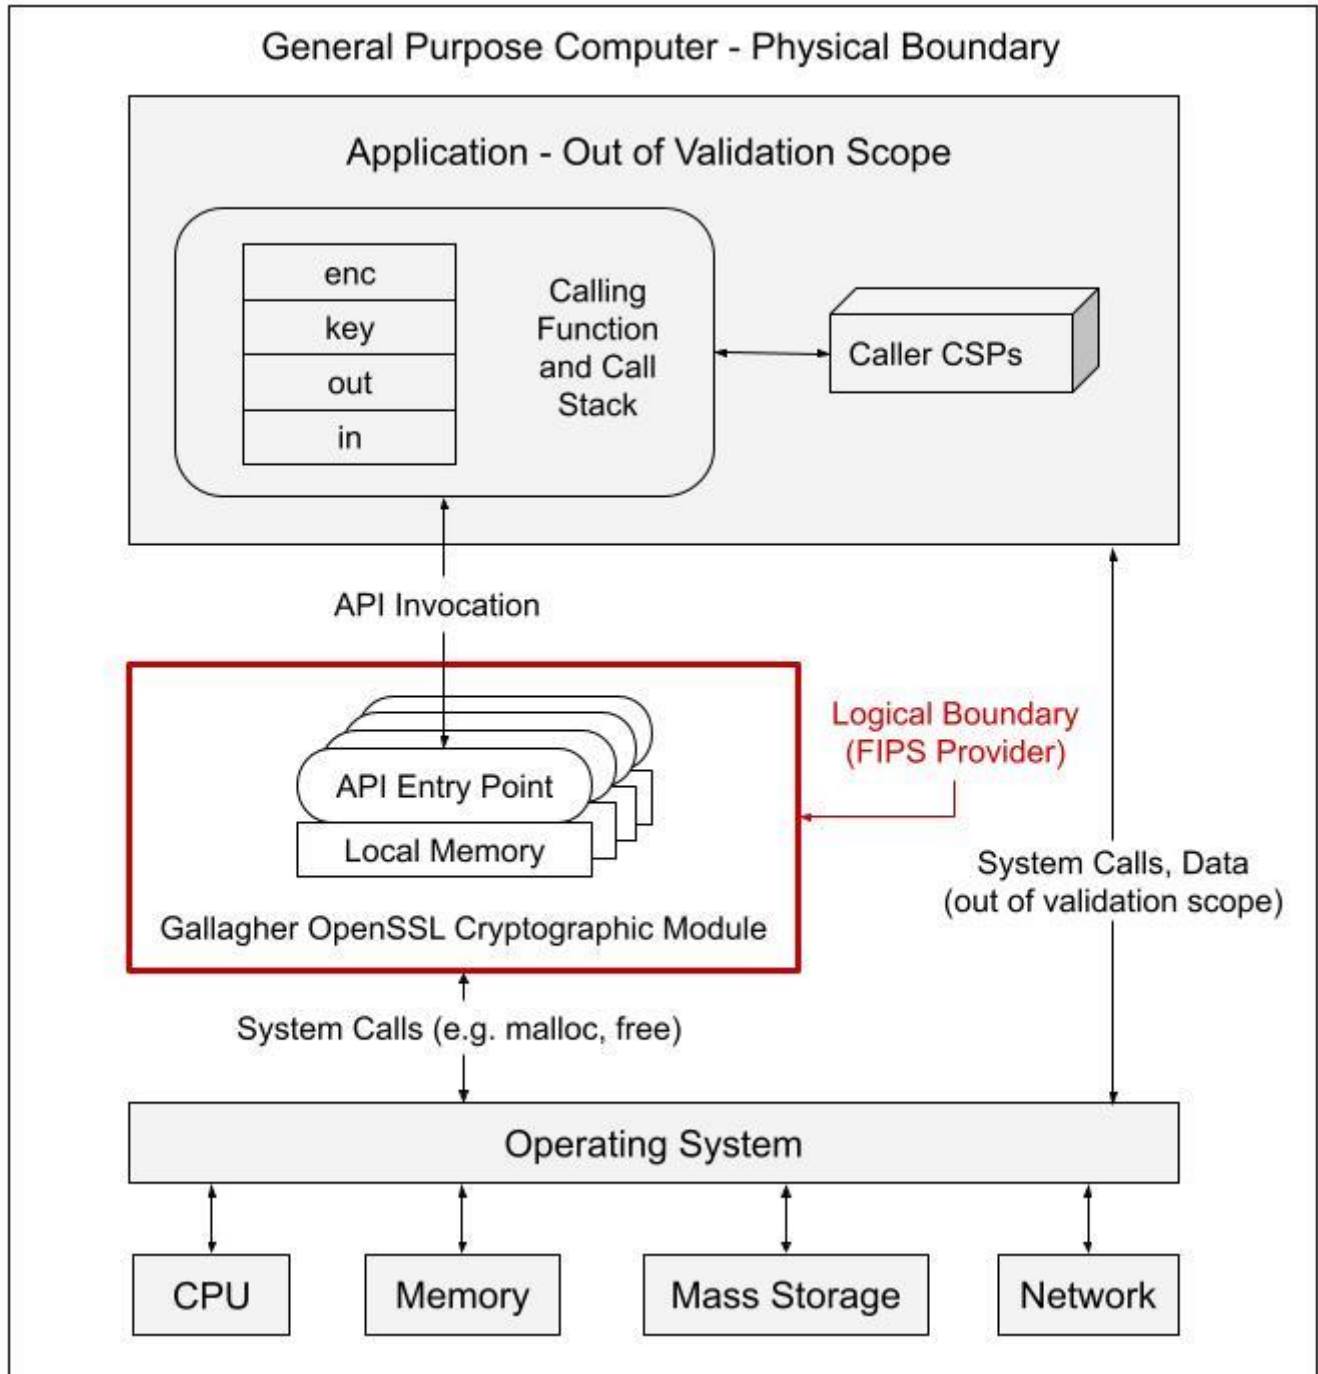 General Purpose Computer - Physical Boundary
Application - Out of Validation Scope
enc
key
out
in
Calling
Function
and Call
Stack
Caller CSPs
API Invocation
Logical Boundary
(FIPS Provider)
API Entry Point
Local Memory
Gallagher OpenSSL Cryptographic Module
System Calls, Data
(out of validation scope)
System Calls (e.g. malloc, free)
Operating System
CPU
Memory
Mass Storage
Network